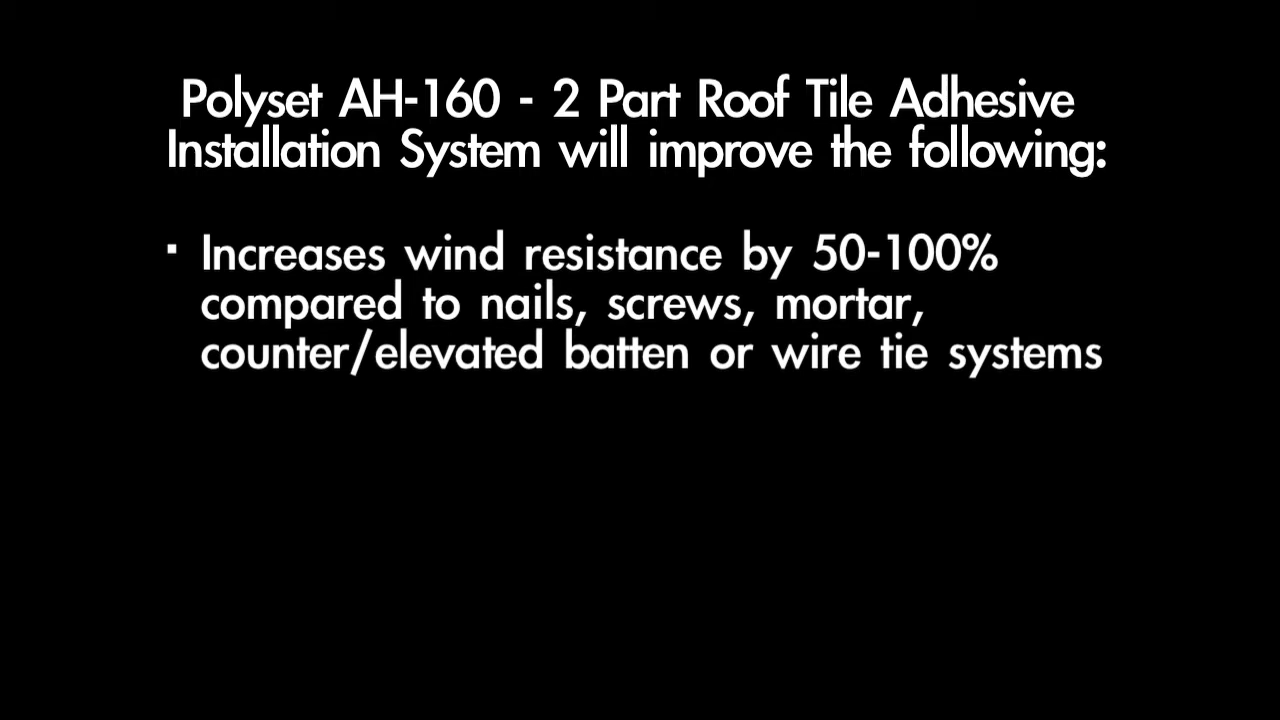 Polyset AH-160 - 2 Part Roof Tile Adhesive
Installation System will improve the following:
▪ Increases wind resistance by 50-100%
compared to nails, screws, mortar,
counter/elevated batten or wire tie systems